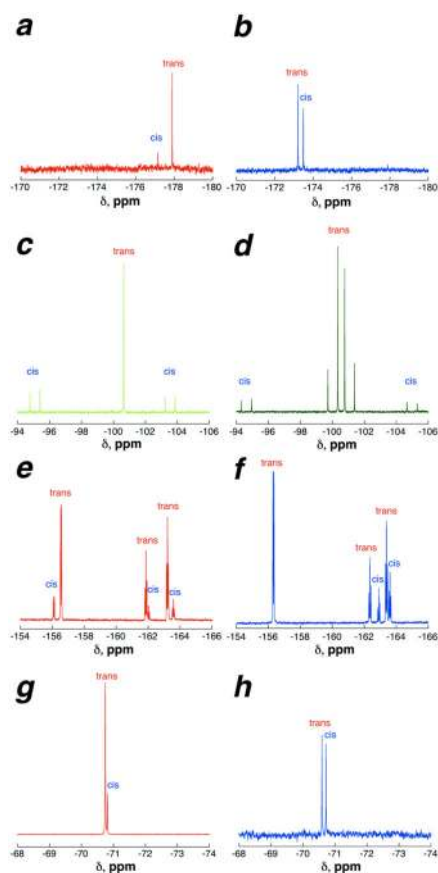 a
b
trans
cis
trans
cis
-170 -172 -174 -176 -178 -180
-170 -172 -174 -176 -178 -180
δ, ppm
δ, ppm
c
d
trans
trans
cis
cis
cis
cis
-94 -96 -98 -100 -102 -104 -106
-94 -96 -98 -100 -102 -104 -106
δ, ppm
δ, ppm
e
f
trans
trans
trans
trans
cis
cis
cis
trans
trans
cis
cis
-154 -156 -158 -160 -162 -164 -166
-154 -156 -158 -160 -162 -164 -166
δ, ppm
δ, ppm
g
h
trans
cis
trans
cis
-68 -69 -70 -71 -72 -73 -74
-68 -69 -70 -71 -72 -73 -74
δ, ppm
δ, ppm